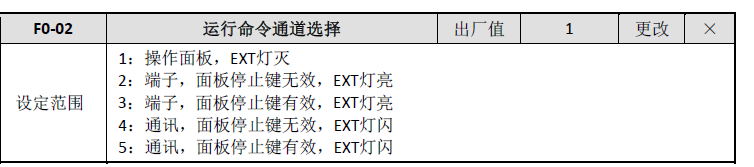 F0-02 运行命令通道选择 出厂值 1 更改 ×
设定范围
1：操作面板，EXT灯灭
2：端子，面板停止键无效，EXT灯亮
3：端子，面板停止键有效，EXT灯亮
4：通讯，面板停止键无效，EXT灯闪
5：通讯，面板停止键有效，EXT灯闪